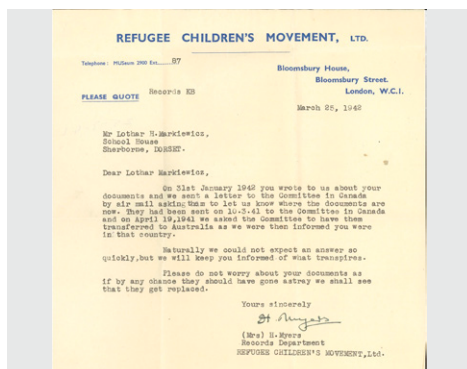 REFUGEE CHILDREN'S MOVEMENT, LTD.
Telephone: MUSeum 2900 Ext. 87
Bloomsbury House,
Bloomsbury Street.
London, W.C.1.
PLEASE QUOTE Records EB
March 25, 1942
Mr Lothar H.Markiewicz,
School House
Sherborne, DORSET.
Dear Lothar Markiewicz,
On 31st January 1942 you wrote to us about your
documents and we sent a letter to the Committee in Canada
by air mail asking them to let us know where the documents are
now. They had been sent on 10.3.41 to the Committee in Canada
and on April 19,1941 we asked the Committee to have them
transferred to Australia as we were then informed you were
in that country.
Naturally we could not expect an answer so
quickly,but we will keep you informed of what transpires.
Please do not worry about your documents as
if by any chance they should have gone astray we shall see
that they get replaced.
Yours sincerely
H Myers
(Mrs) H.Myers
Records Department
REFUGEE CHILDREN'S MOVEMENT,Ltd.